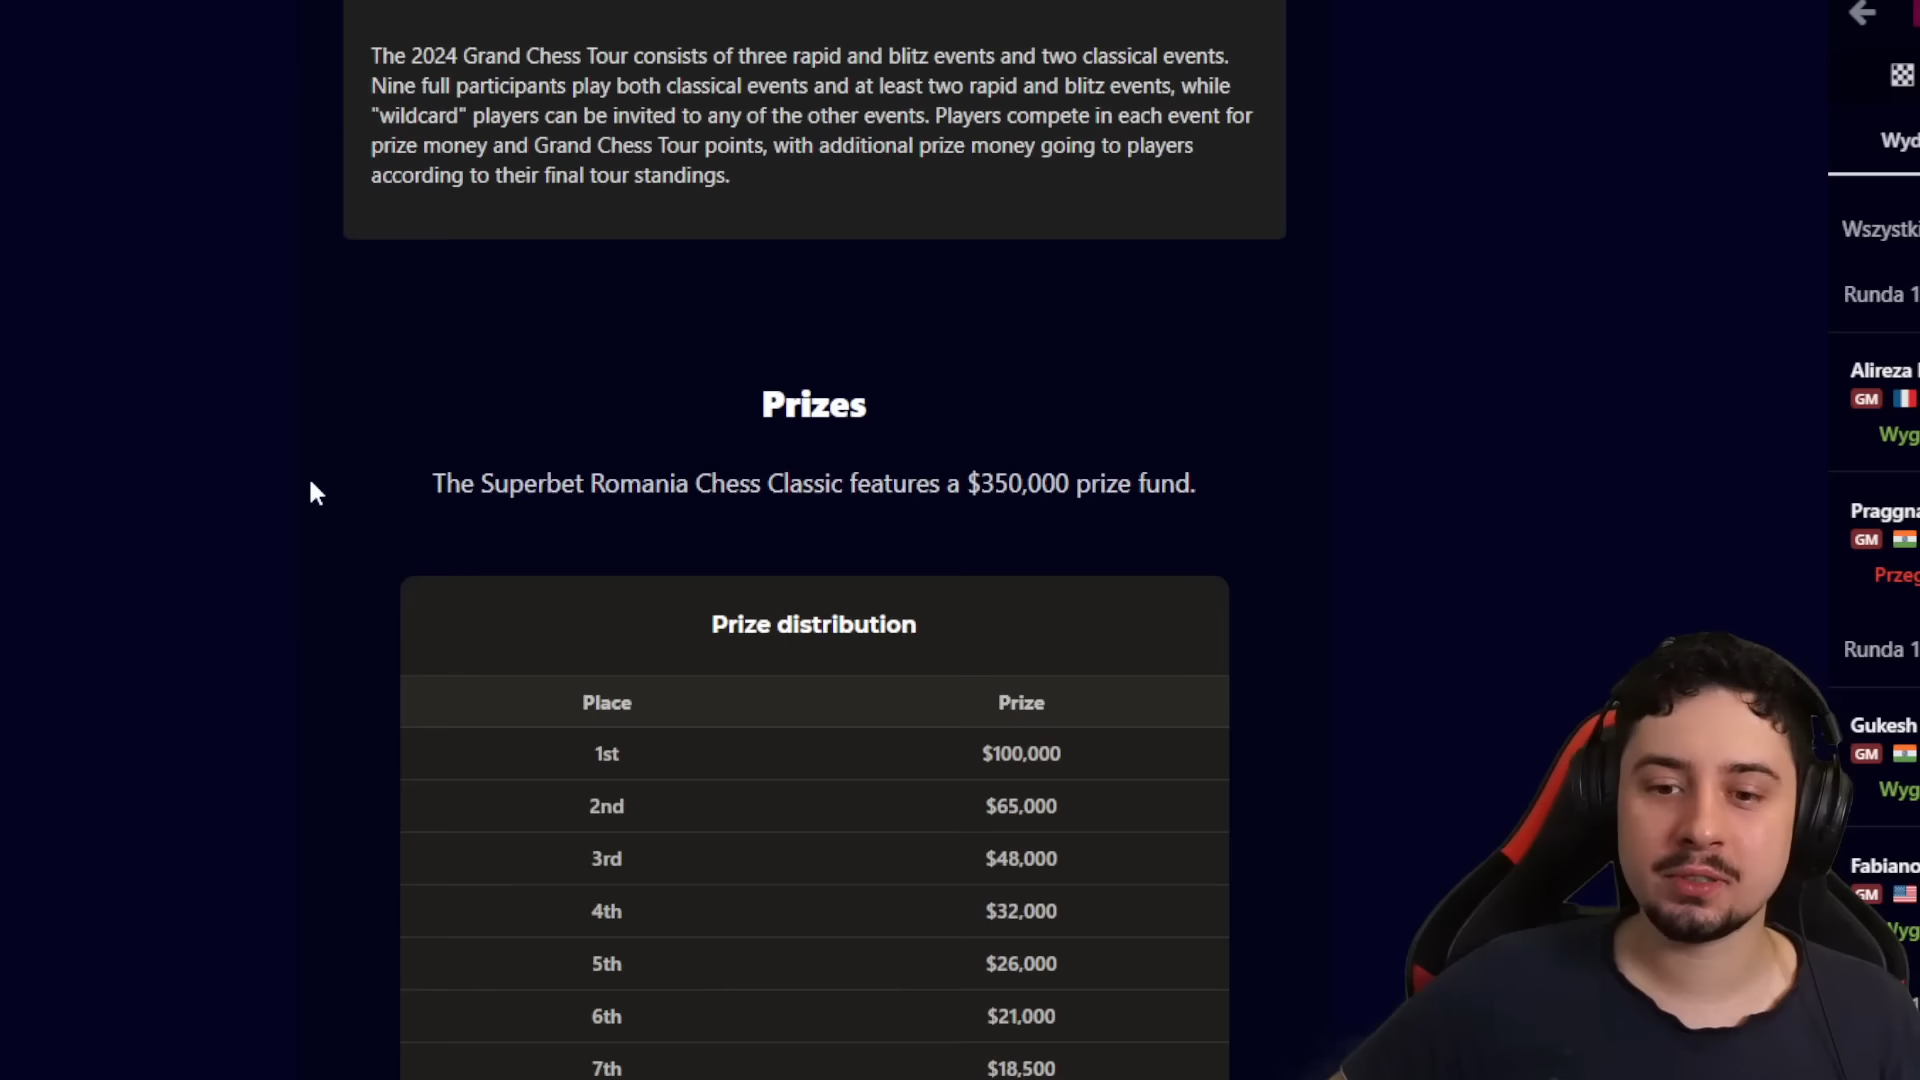 The 2024 Grand Chess Tour consists of three rapid and blitz events and two classical events.
Nine full participants play both classical events and at least two rapid and blitz events, while
"wildcard" players can be invited to any of the other events. Players compete in each event for
prize money and Grand Chess Tour points, with additional prize money going to players
according to their final tour standings.
Prizes
The Superbet Romania Chess Classic features a $350,000 prize fund.
Prize distribution
Place Prize
1st $100,000
2nd $65,000
3rd $48,000
4th $32,000
5th $26,000
6th $21,000
7th $18,500
Wyd
Wszystki
Runda 1
Alireza
GM
Wyg
Praggna
GM
Przeg
Runda 1
Gukesh
GM
Wyg
Fabiano
GM
Wyg